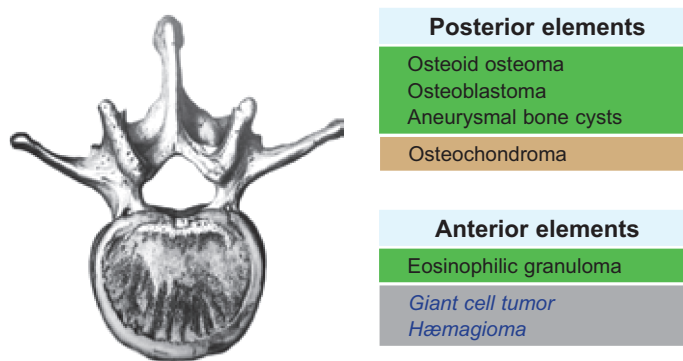 Posterior elements
Osteoid osteoma
Osteoblastoma
Aneurysmal bone cysts
Osteochondroma
Anterior elements
Eosinophilic granuloma
Giant cell tumor
Hæmagioma